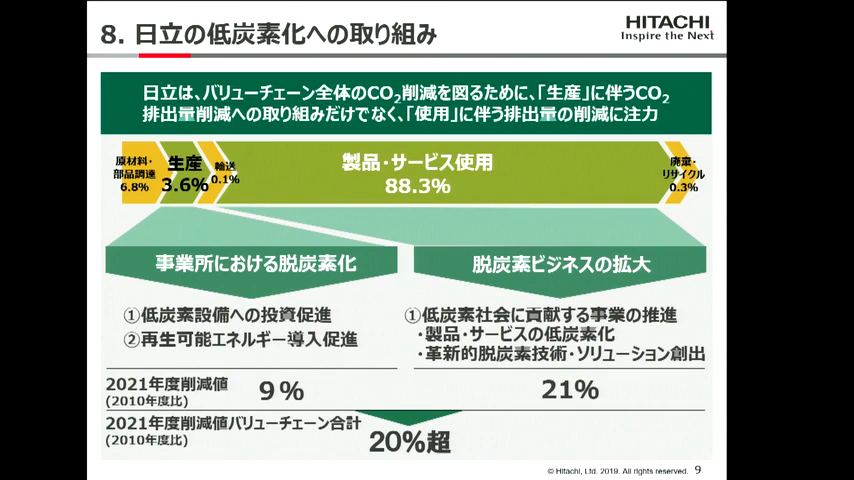 8. 日立の低炭素化への取り組み
HITACHI
Inspire the Next
日立は、バリューチェーン全体のCO₂削減を図るために、「生産」に伴うCO₂
排出量削減への取り組みだけでなく、「使用」に伴う排出量の削減に注力
原材料・
部品調達
6.8%
生産
3.6%
輸送
0.1%
製品・サービス使用
88.3%
廃棄・
リサイクル
0.3%
事業所における脱炭素化
①低炭素設備への投資促進
②再生可能エネルギー導入促進
脱炭素ビジネスの拡大
①低炭素社会に貢献する事業の推進
・製品・サービスの低炭素化
・革新的脱炭素技術・ソリューション創出
2021年度削減値
(2010年度比)
9%
21%
2021年度削減値バリューチェーン合計
(2010年度比)
20%超
© Hitachi, Ltd. 2019. All rights reserved. 9